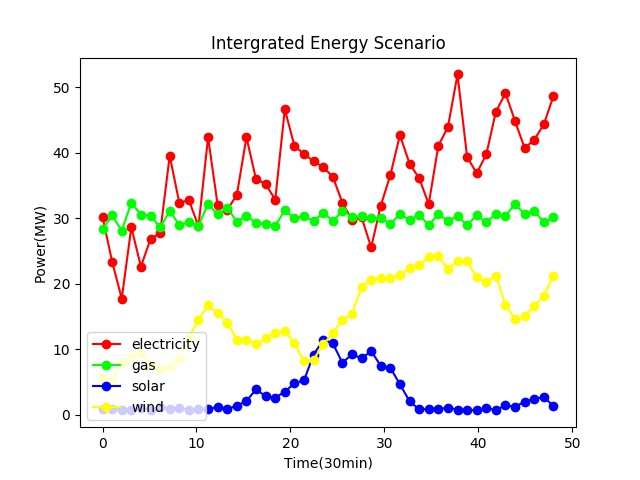 Intergrated Energy Scenario
Power(MW)
50
40
30
20
10
0
electricity
gas
solar
wind
0 10 20 30 40 50
Time(30min)